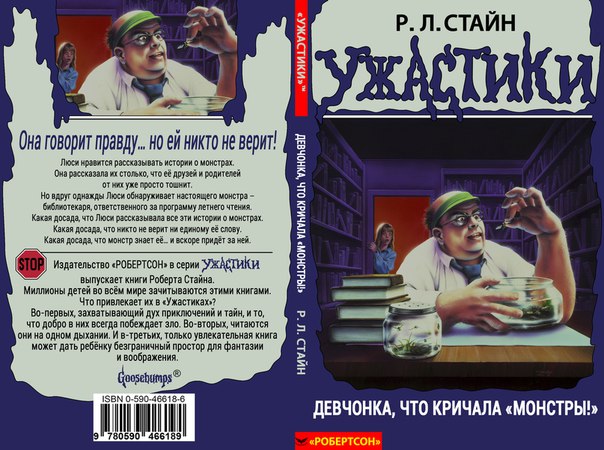 Она говорит правду... но ей никто не верит!
Люси нравится рассказывать истории о монстрах.
Она рассказала их столько, что её друзей и родителей
от них уже просто тошнит.
Но вдруг однажды Люси обнаруживает настоящего монстра –
библиотекаря, ответственного за программу летнего чтения.
Какая досада, что Люси рассказывала все эти истории о монстрах.
Какая досада, что никто не верит ни единому её слову.
Какая досада, что монстр знает её... и вскоре придёт за ней.
STOP
Издательство «РОБЕРТСОН» в серии УЖАСТИКИ
выпускает книги Роберта Стайна.
Миллионы детей во всём мире зачитываются этими книгами.
Что привлекает их в «Ужастиках»?
Во-первых, захватывающий дух приключений и тайн, и то,
что добро в них всегда побеждает зло. Во-вторых, читаются
они на одном дыхании. И в-третьих, только увлекательная книга
может дать ребёнку безграничный простор для фантазии
и воображения.
Goosebumps®
ISBN 0-590-46618-6
9 780590 466189
«УЖАСТИКИ»™
ДЕВЧОНКА, ЧТО КРИЧАЛА «МОНСТРЫ!»
Р. Л. СТАЙН
Р. Л. СТАЙН
УЖАСТИКИ
ДЕВЧОНКА, ЧТО КРИЧАЛА «МОНСТРЫ!»
«РОБЕРТСОН»